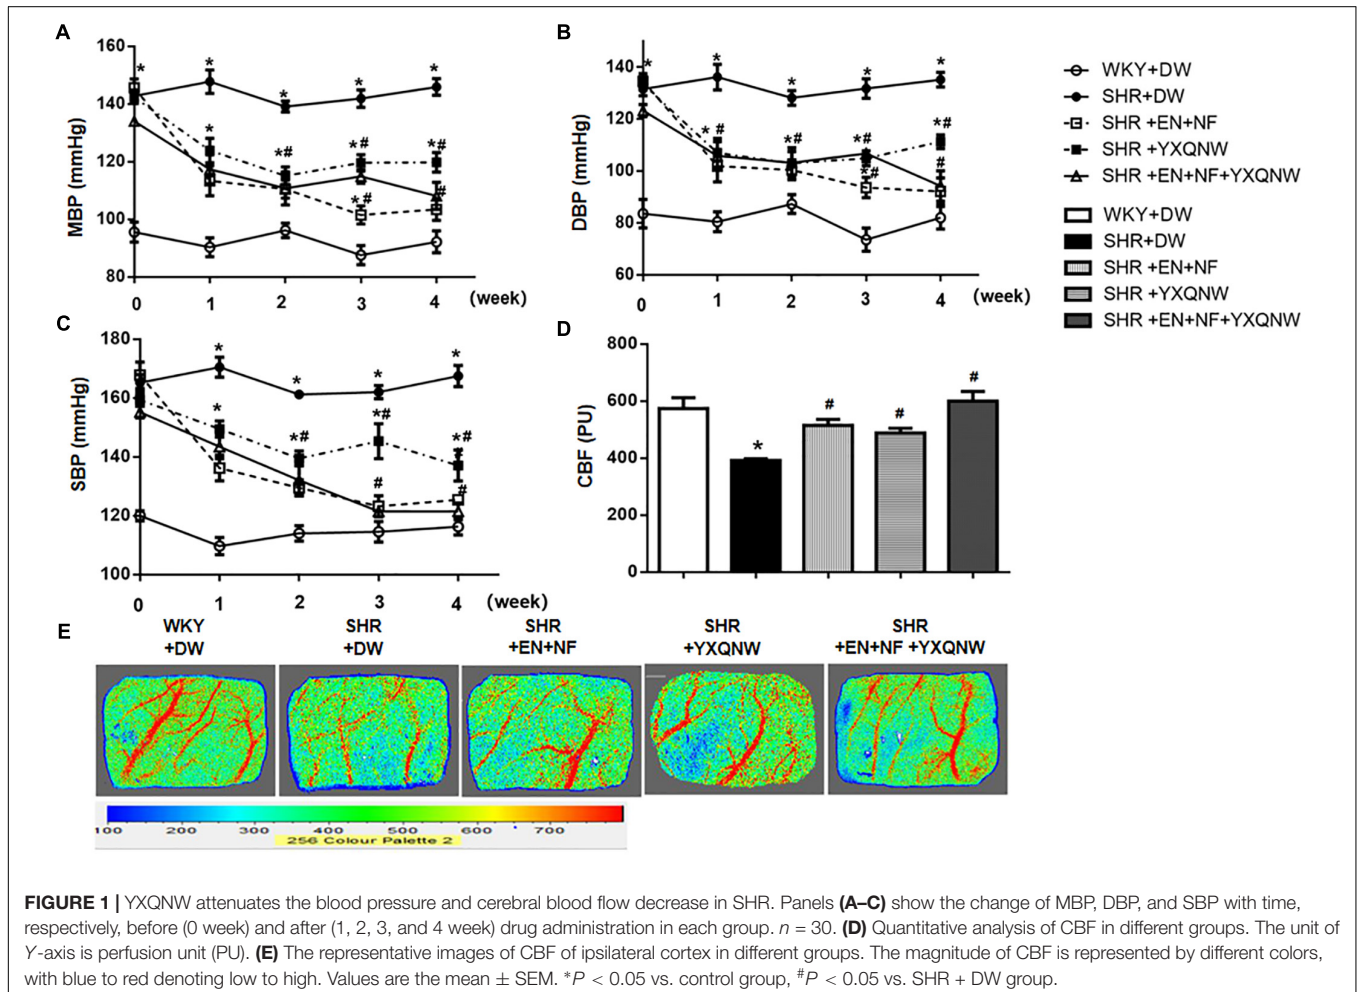 A
160
140
120
100
80
MBP (mmHg)
0 1 2 3 4 (week)
* * * * *
* *# *# *#
*# #
B
140
120
100
80
60
DBP (mmHg)
0 1 2 3 4 (week)
* * * * *
*# *# *# *#
*# #
WKY+DW
SHR+DW
SHR +EN+NF
SHR +YXQNW
SHR +EN+NF+YXQNW
WKY+DW
SHR+DW
SHR +EN+NF
SHR +YXQNW
SHR +EN+NF+YXQNW
C
180
160
140
120
100
SBP (mmHg)
0 1 2 3 4 (week)
* * * *
* *# *# *#
# #
D
800
600
400
200
0
CBF (PU)
* # # #
E
WKY
+DW
SHR
+DW
SHR
+EN+NF
SHR
+YXQNW
SHR
+EN+NF +YXQNW
100 200 300 400 500 600 700
256 Colour Palette 2
FIGURE 1 | YXQNW attenuates the blood pressure and cerebral blood flow decrease in SHR. Panels (A–C) show the change of MBP, DBP, and SBP with time,
respectively, before (0 week) and after (1, 2, 3, and 4 week) drug administration in each group. n = 30. (D) Quantitative analysis of CBF in different groups. The unit of
Y-axis is perfusion unit (PU). (E) The representative images of CBF of ipsilateral cortex in different groups. The magnitude of CBF is represented by different colors,
with blue to red denoting low to high. Values are the mean ± SEM. *P < 0.05 vs. control group, #P < 0.05 vs. SHR + DW group.